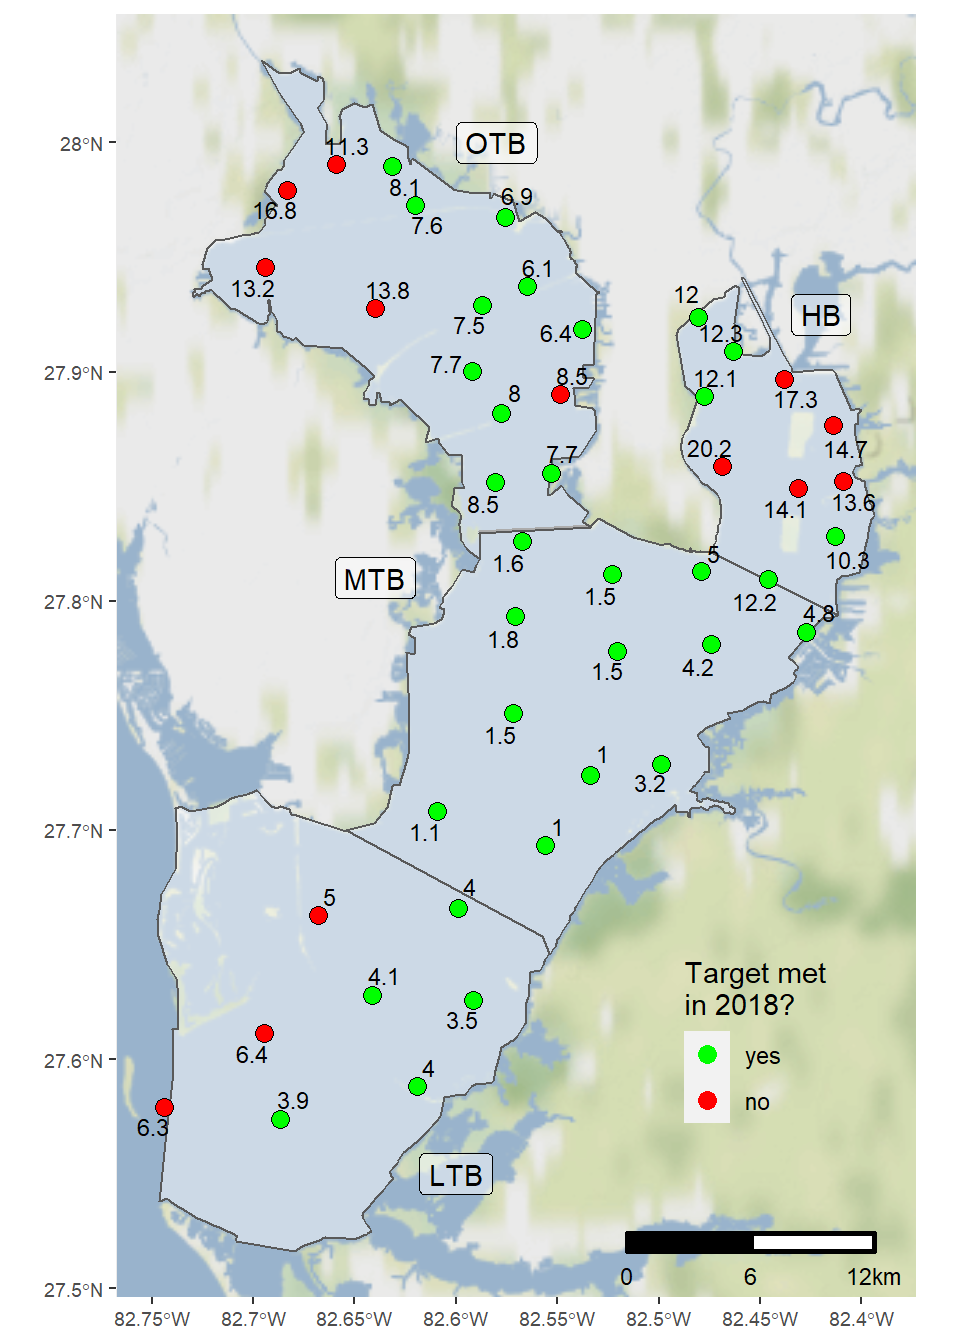 28°N
27.9°N
27.8°N
27.7°N
27.6°N
27.5°N
82.75°W
82.7°W
82.65°W
82.6°W
82.55°W
82.5°W
82.45°W
82.4°W
OTB
11.3
8.1
16.8
7.6
6.9
13.2
13.8
6.1
7.5
6.4
7.7
8.5
8
7.7
8.5
HB
12
12.3
12.1
17.3
14.7
20.2
14.1
13.6
10.3
12.2
MTB
1.6
1.5
5
4.8
1.8
1.5
4.2
1.5
1
3.2
1.1
1
LTB
4
5
4.1
3.5
6.4
4
6.3
3.9
Target met
in 2018?
yes
no
0
6
12km